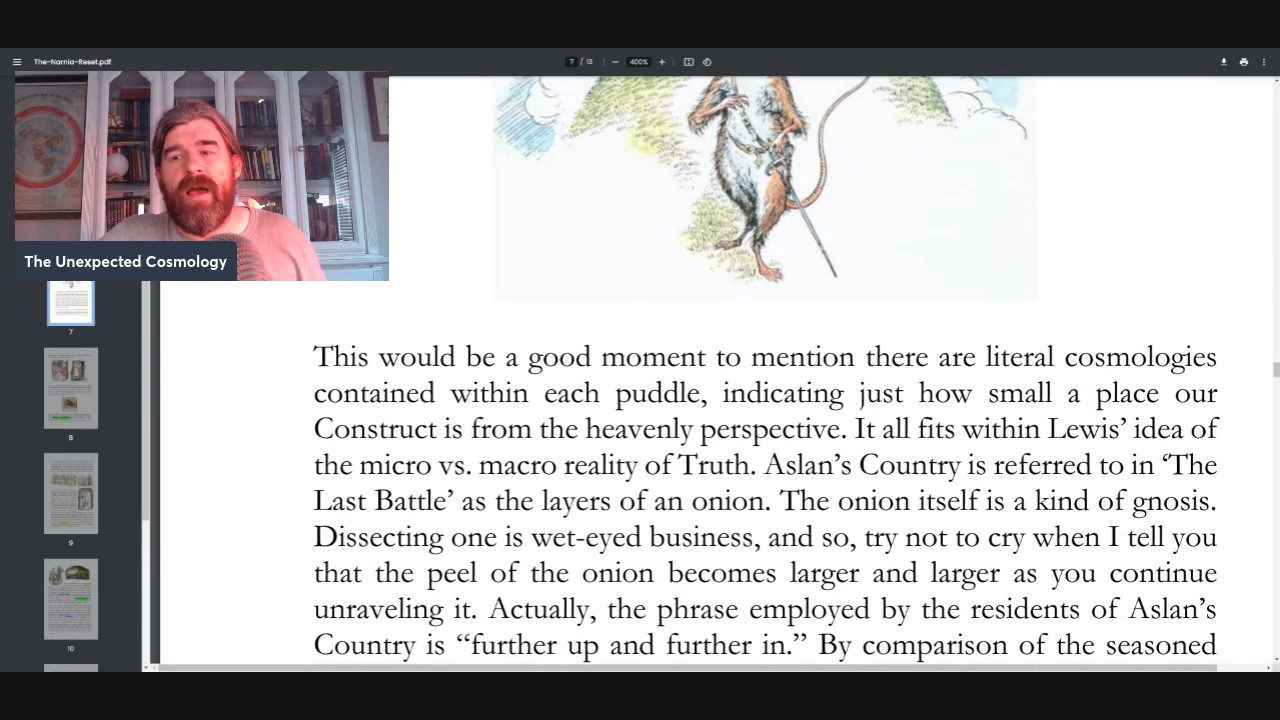 The-Narnia-Reset.pdf
7 / 13
400%
The Unexpected Cosmology
7
8
9
10
This would be a good moment to mention there are literal cosmologies
contained within each puddle, indicating just how small a place our
Construct is from the heavenly perspective. It all fits within Lewis’ idea of
the micro vs. macro reality of Truth. Aslan’s Country is referred to in ‘The
Last Battle’ as the layers of an onion. The onion itself is a kind of gnosis.
Dissecting one is wet-eyed business, and so, try not to cry when I tell you
that the peel of the onion becomes larger and larger as you continue
unraveling it. Actually, the phrase employed by the residents of Aslan’s
Country is “further up and further in.” By comparison of the seasoned